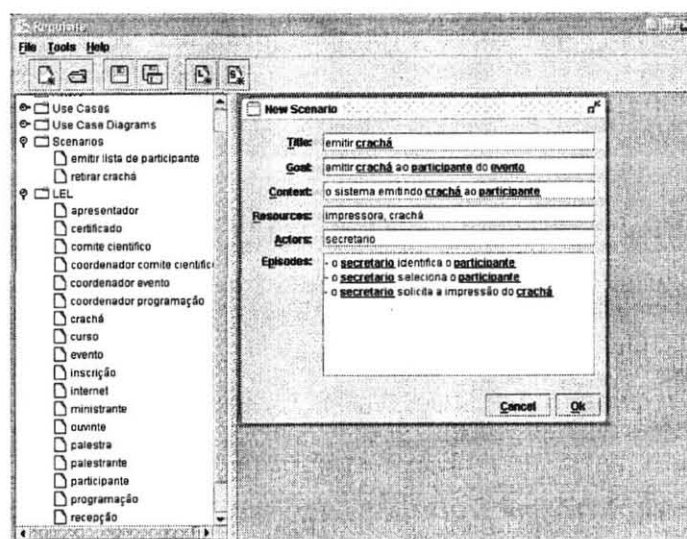 Requisite
File Tools Help
Use Cases
Use Case Diagrams
Scenarios
emitir lista de participante
retirar crachá
LEL
apresentador
certificado
comite cientifico
coordenador comite cientific
coordenador evento
coordenador programação
crachá
curso
evento
inscrição
internet
ministrante
ouvinte
palestra
palestrante
participante
programação
recepção
New Scenario
Title: emitir crachá
Goal: emitir crachá ao participante do evento
Context: o sistema emitindo crachá ao participante
Resources: impressora, crachá
Actors: secretario
Episodes: - o secretario identifica o participante
- o secretario seleciona o participante
- o secretario solicita a impressão do crachá
Cancel Ok